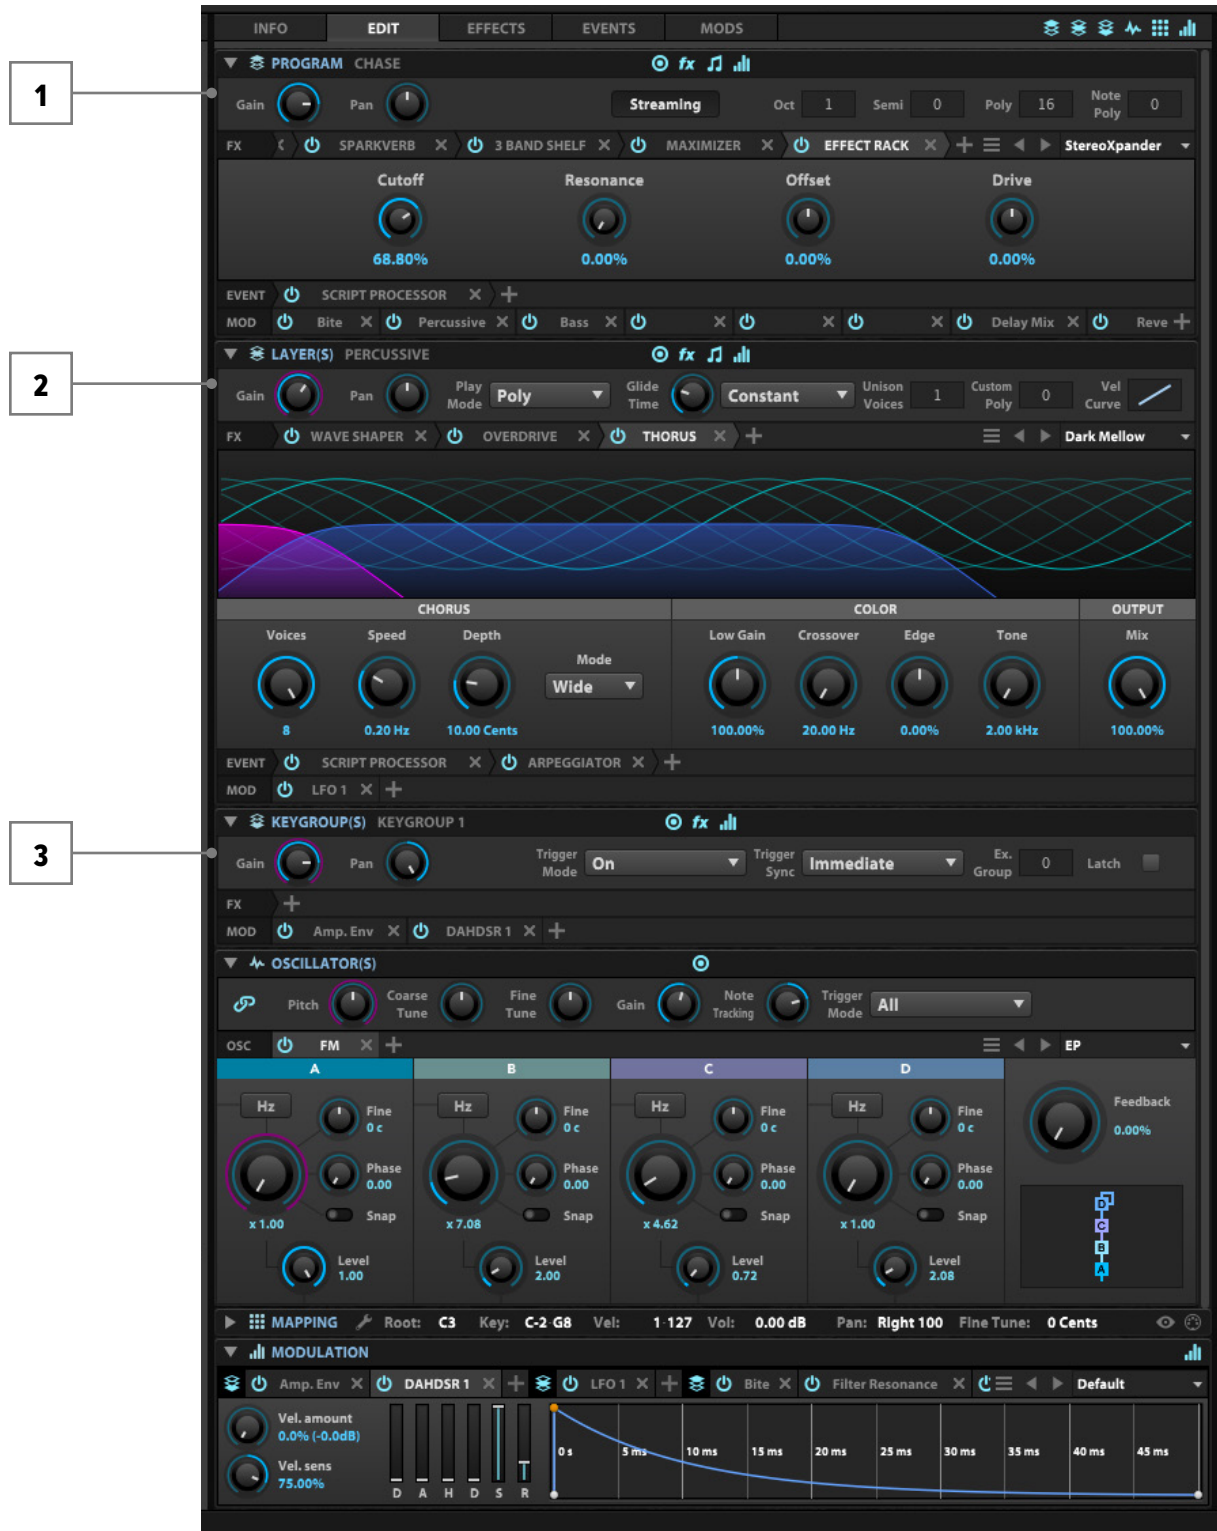 INFO EDIT EFFECTS EVENTS MODS
PROGRAM CHASE fx
1
Gain Pan Streaming Oct 1 Semi 0 Poly 16 Note Poly 0
FX SPARKVERB 3 BAND SHELF MAXIMIZER EFFECT RACK StereoXpander
Cutoff Resonance Offset Drive
68.80% 0.00% 0.00% 0.00%
EVENT SCRIPT PROCESSOR
MOD Bite Percussive Bass Delay Mix Reve
LAYER(S) PERCUSSIVE fx
2
Gain Pan Play Mode Poly Glide Time Constant Unison Voices 1 Custom Poly 0 Vel Curve
FX WAVE SHAPER OVERDRIVE THORUS Dark Mellow
CHORUS COLOR OUTPUT
Voices Speed Depth Mode Low Gain Crossover Edge Tone Mix
Wide
8 0.20 Hz 10.00 Cents 100.00% 20.00 Hz 0.00% 2.00 kHz 100.00%
EVENT SCRIPT PROCESSOR ARPEGGIATOR
MOD LFO 1
KEYGROUP(S) KEYGROUP 1 fx
3
Gain Pan Trigger Mode On Trigger Sync Immediate Ex. Group 0 Latch
FX
MOD Amp. Env DAHDSR 1
OSCILLATOR(S)
Pitch Coarse Tune Fine Tune Gain Note Tracking Trigger Mode All
OSC FM EP
A B C D
Hz Fine 0 c Hz Fine 0 c Hz Fine 0 c Hz Fine 0 c Feedback 0.00%
Phase 0.00 Phase 0.00 Phase 0.00 Phase 0.00
x 1.00 Snap x 7.08 Snap x 4.62 Snap x 1.00 Snap
Level 1.00 Level 2.00 Level 0.72 Level 2.08
D
C
B
A
MAPPING Root: C3 Key: C-2-G8 Vel: 1-127 Vol: 0.00 dB Pan: Right 100 Fine Tune: 0 Cents
MODULATION
Amp. Env DAHDSR 1 LFO 1 Bite Filter Resonance Default
Vel. amount
0.0% (-0.0dB)
0 s 5 ms 10 ms 15 ms 20 ms 25 ms 30 ms 35 ms 40 ms 45 ms
Vel. sens
75.00%
D A H D S R